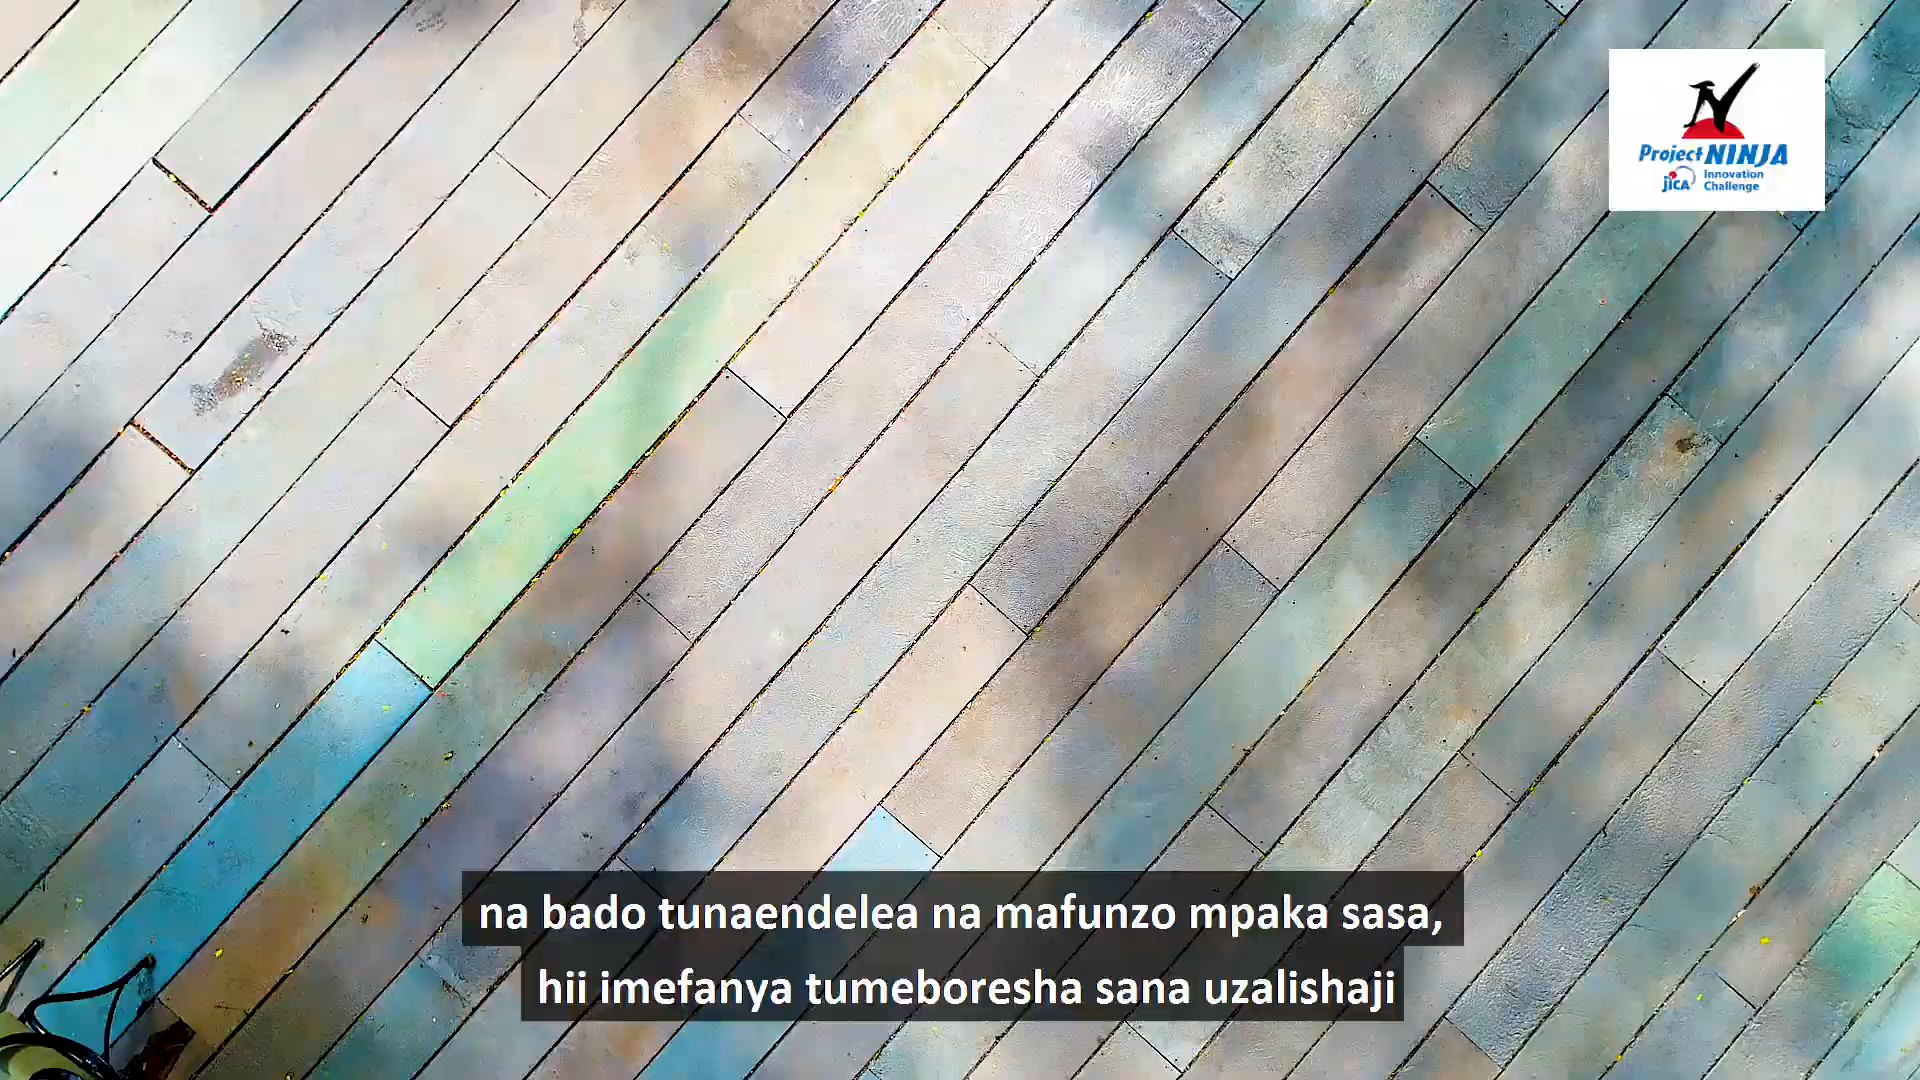 Project NINJA
JICA Innovation
Challenge
na bado tunaendelea na mafunzo mpaka sasa,
hii imefanya tumeboresha sana uzalishaji